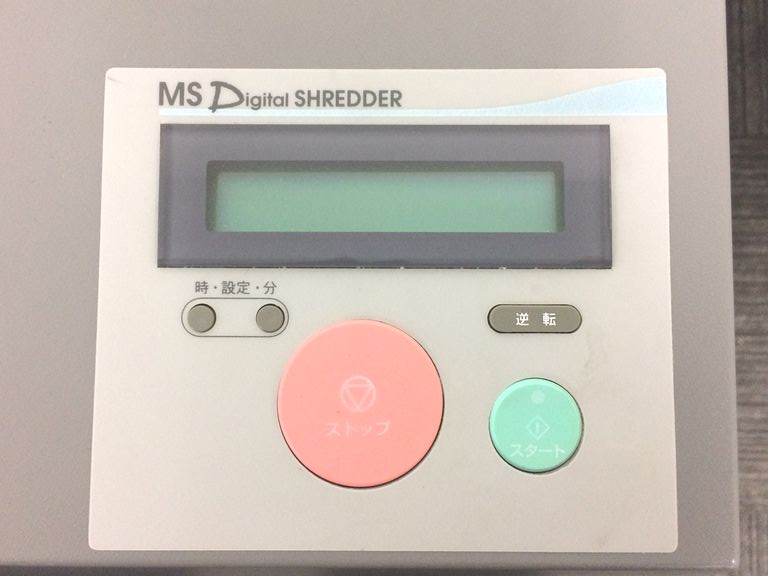 MS Digital SHREDDER
時・設定・分
逆 転
ストップ
スタート